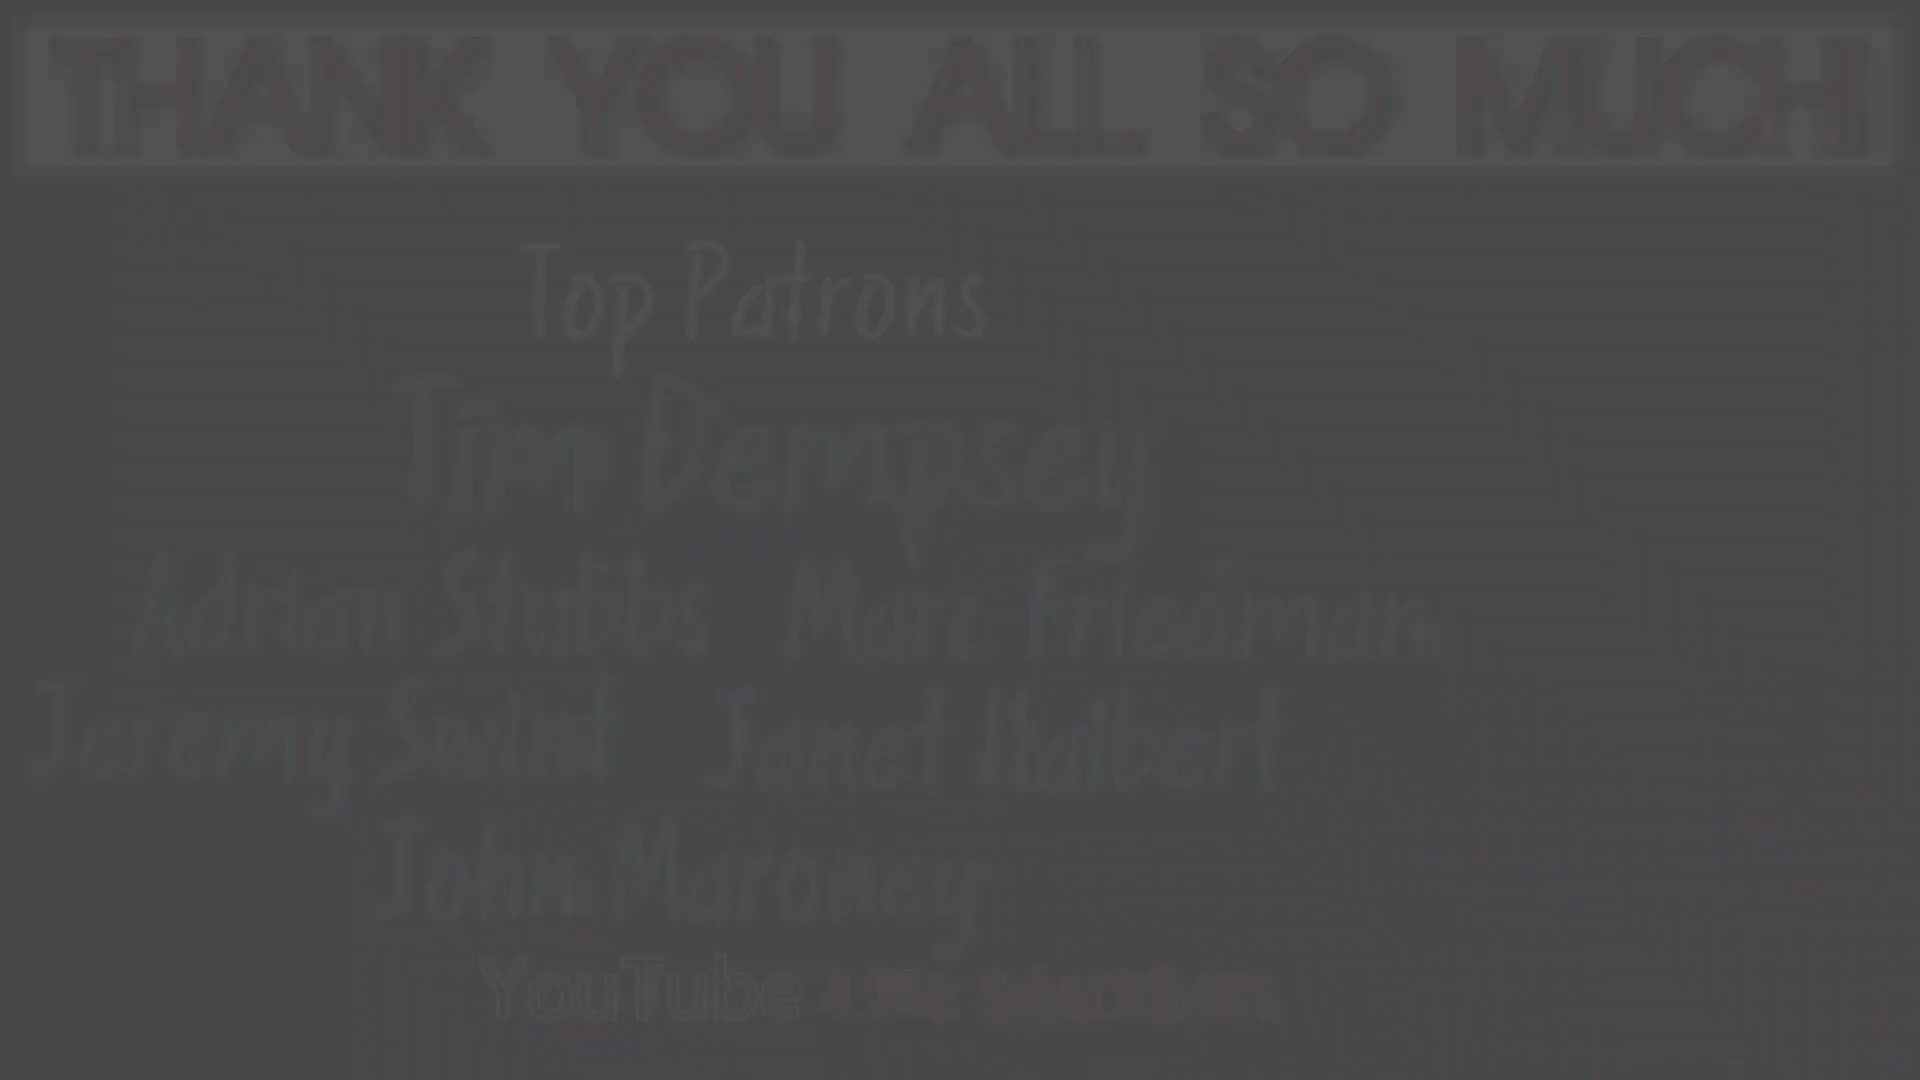 THANK YOU ALL SO MUCH
Top Patrons
Tim Dempsey
Adrian Stubbs Marc Friedman
Jeremy Swint Janet Halbert
John Maroney
YouTube